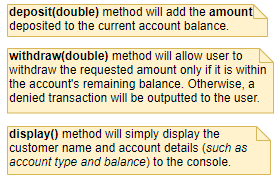 deposit(double) method will add the amount
deposited to the current account balance.
withdraw(double) method will allow user to
withdraw the requested amount only if it is within
the account's remaining balance. Otherwise, a
denied transaction will be outputted to the user.
display() method will simply display the
customer name and account details (such as
account type and balance) to the console.